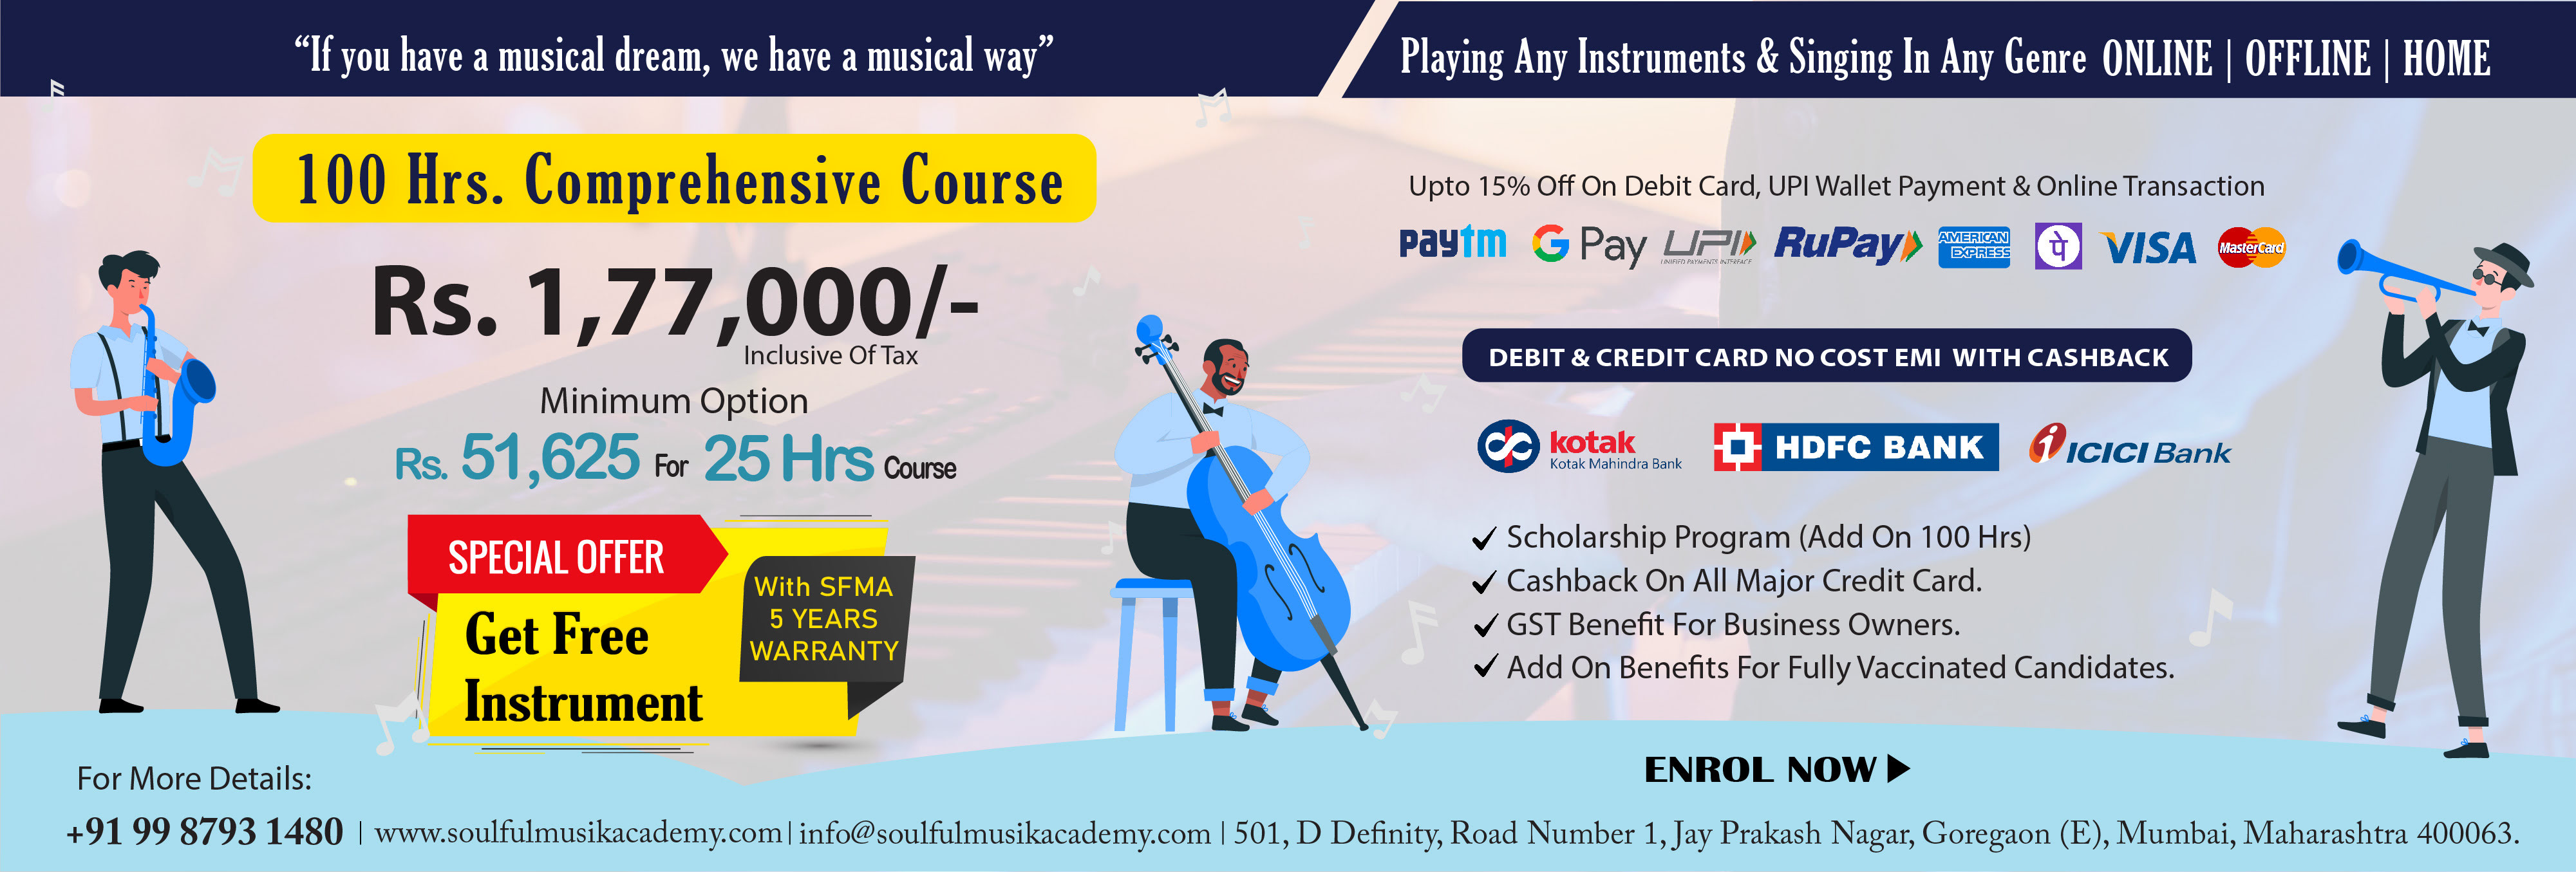 “If you have a musical dream, we have a musical way”
Playing Any Instruments & Singing In Any Genre ONLINE | OFFLINE | HOME
100 Hrs. Comprehensive Course
Rs. 1,77,000/-
Inclusive Of Tax
Minimum Option
Rs. 51,625 For 25 Hrs Course
SPECIAL OFFER
Get Free
Instrument
With SFMA
5 YEARS
WARRANTY
Upto 15% Off On Debit Card, UPI Wallet Payment & Online Transaction
paytm
G Pay
UPI
UNIFIED PAYMENTS INTERFACE
RuPay
AMERICAN
EXPRESS
पे
VISA
MasterCard
DEBIT & CREDIT CARD NO COST EMI WITH CASHBACK
kotak
Kotak Mahindra Bank
HDFC BANK
i ICICI Bank
Scholarship Program (Add On 100 Hrs)
Cashback On All Major Credit Card.
GST Benefit For Business Owners.
Add On Benefits For Fully Vaccinated Candidates.
ENROL NOW
For More Details:
+91 99 8793 1480 | www.soulfulmusikacademy.com | info@soulfulmusikacademy.com | 501, D Definity, Road Number 1, Jay Prakash Nagar, Goregaon (E), Mumbai, Maharashtra 400063.